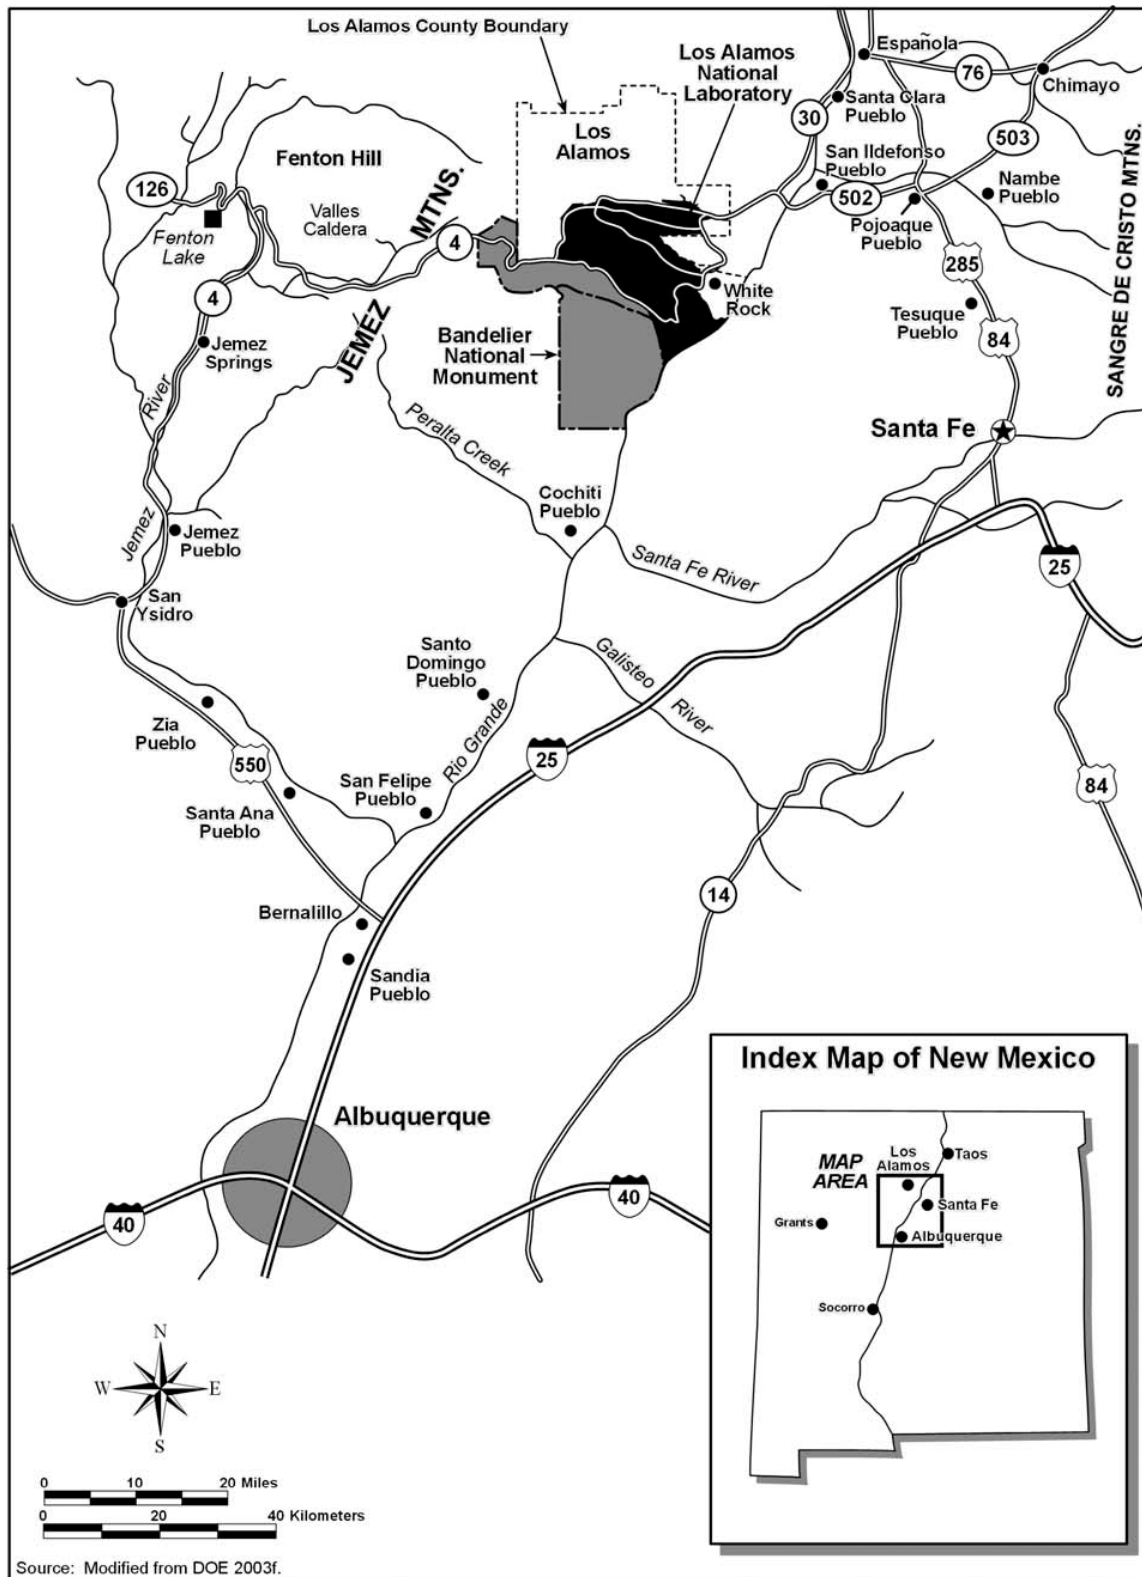 Los Alamos County Boundary
Los Alamos
National
Laboratory
Española
76
Chimayo
Santa Clara
Pueblo
30
503
Los
Alamos
San Ildefonso
Pueblo
Nambe
Pueblo
502
Pojoaque
Pueblo
SANGRE DE CRISTO MTNS.
Fenton Hill
126
Valles
Caldera
JEMEZ
MTNS.
4
Fenton
Lake
285
White
Rock
Tesuque
Pueblo
4
84
Jemez
Springs
Bandelier
National
Monument
River
Peralta Creek
Santa Fe
Cochiti
Pueblo
Jemez
Jemez
Pueblo
Santa Fe River
25
San
Ysidro
Santo
Domingo
Pueblo
Galisteo
River
Zia
Pueblo
Rio Grande
550
25
San Felipe
Pueblo
84
Santa Ana
Pueblo
14
Bernalillo
Sandia
Pueblo
Albuquerque
40
40
Index Map of New Mexico
MAP
AREA
Los
Alamos
Taos
Santa Fe
Grants
Albuquerque
Socorro
N
W E
S
0 10 20 Miles
0 20 40 Kilometers
Source: Modified from DOE 2003f.